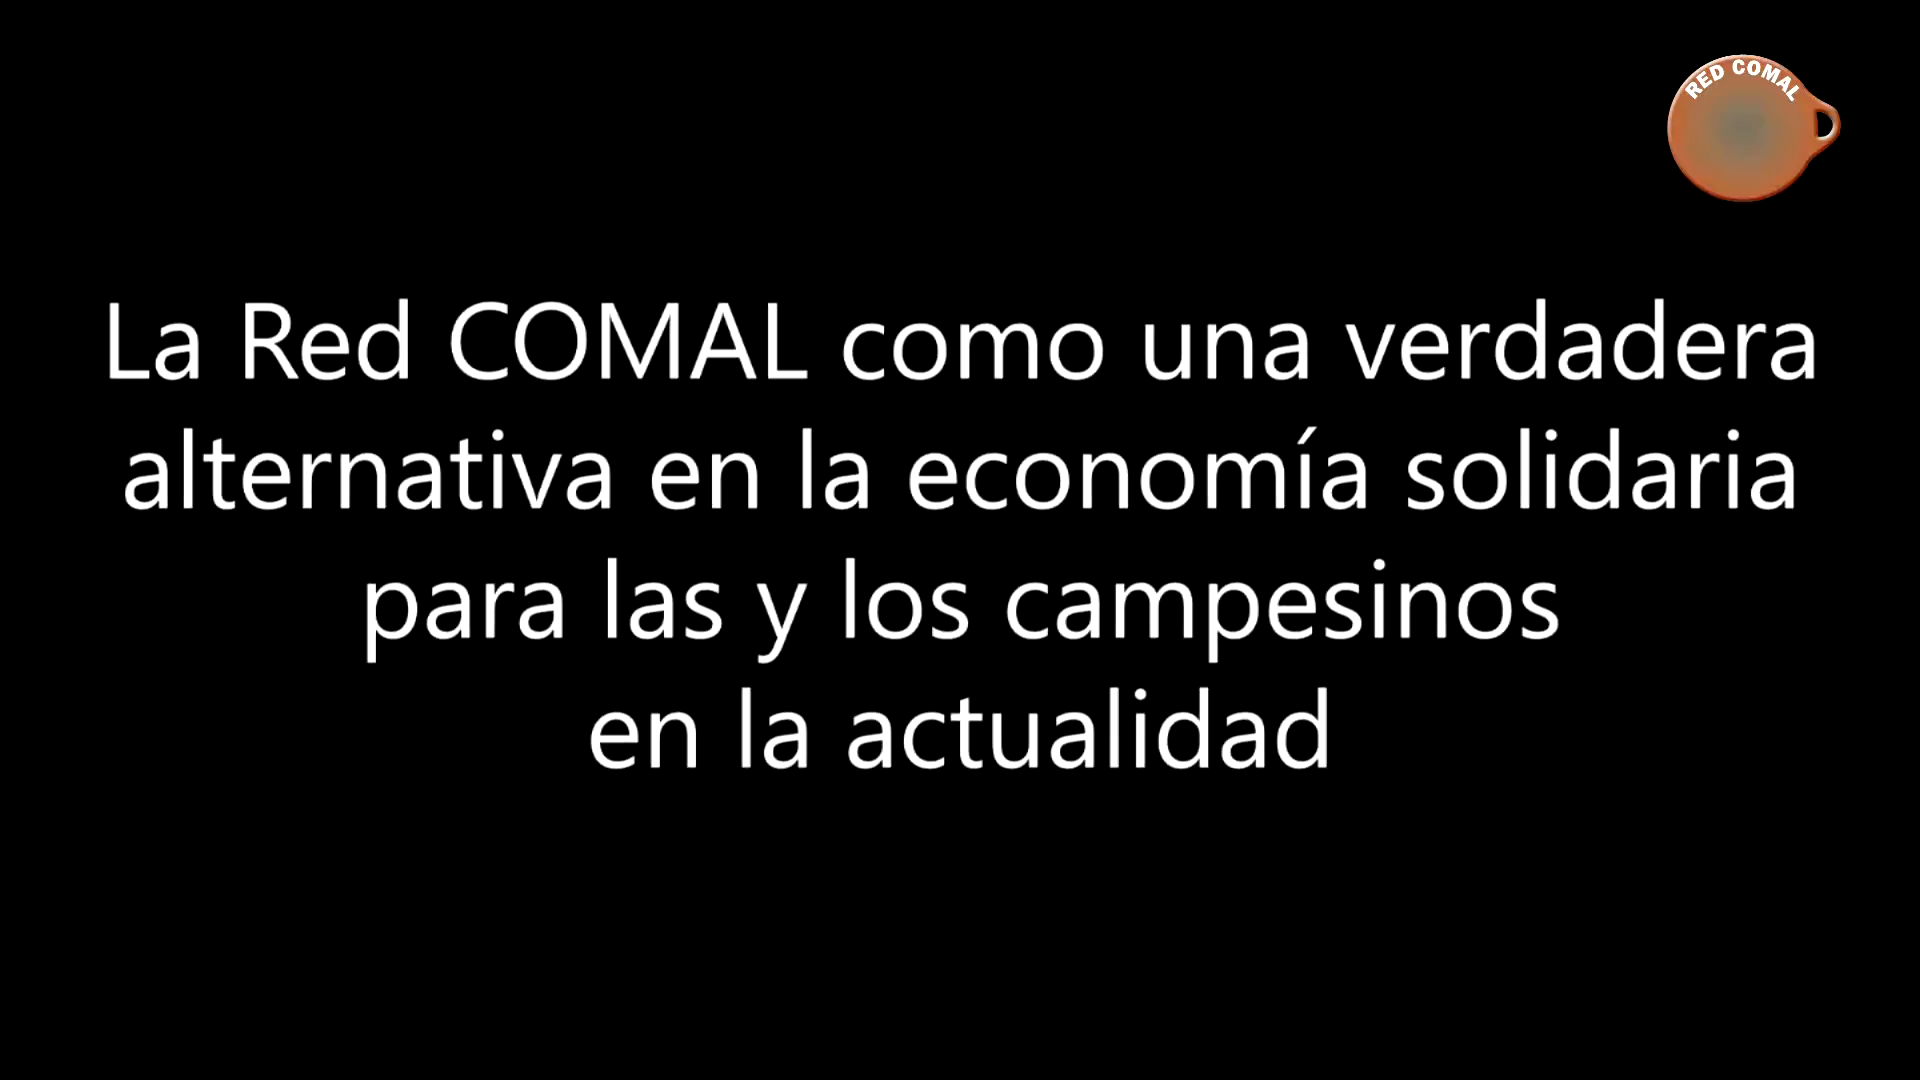 RED COMAL
La Red COMAL como una verdadera
alternativa en la economía solidaria
para las y los campesinos
en la actualidad